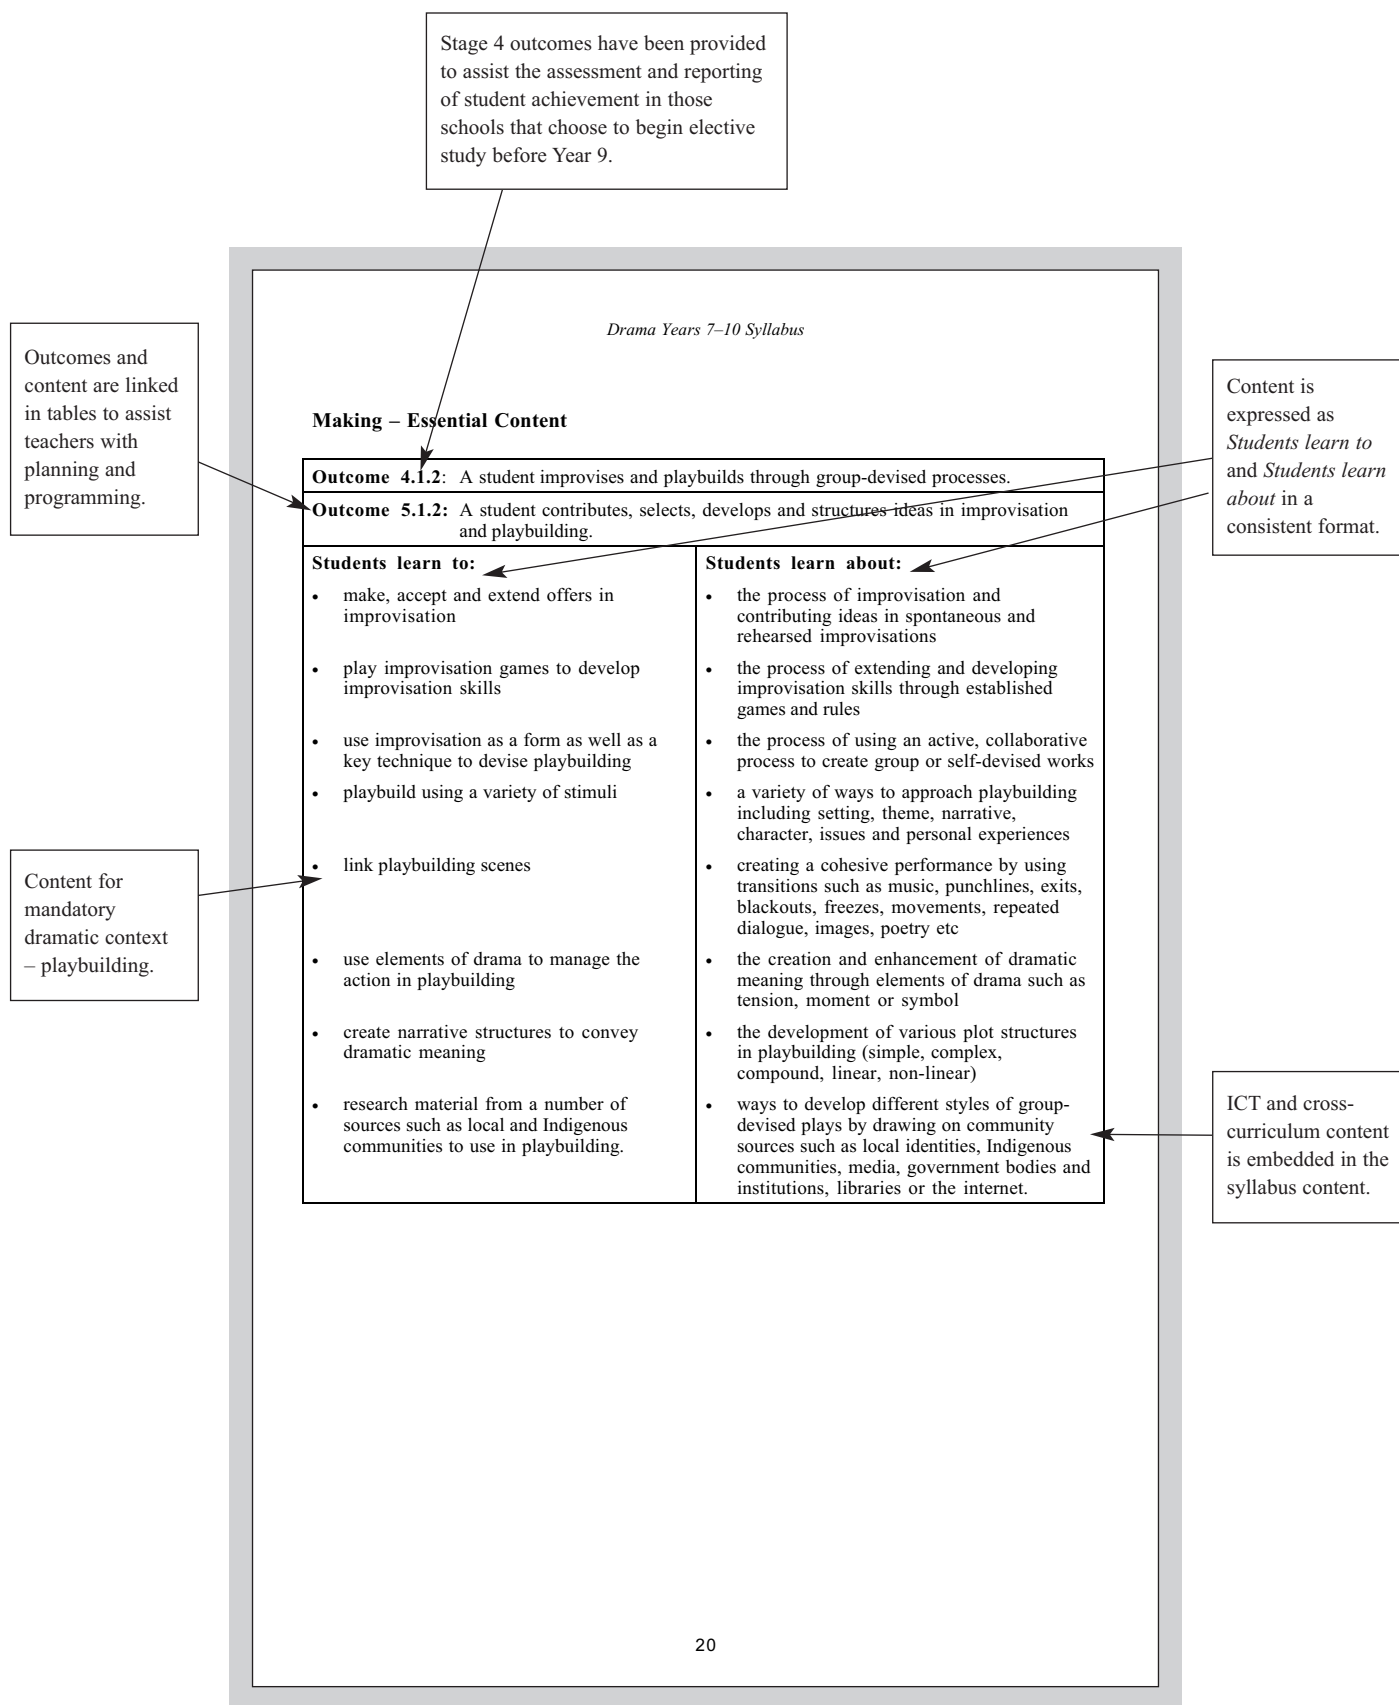 Stage 4 outcomes have been provided
to assist the assessment and reporting
of student achievement in those
schools that choose to begin elective
study before Year 9.
Drama Years 7–10 Syllabus
Outcomes and
content are linked
in tables to assist
teachers with
planning and
programming.
Content is
expressed as
Students learn to
and Students learn
about in a
consistent format.
Making – Essential Content
Outcome 4.1.2: A student improvises and playbuilds through group-devised processes.
Outcome 5.1.2: A student contributes, selects, develops and structures ideas in improvisation
and playbuilding.
Students learn to:
• make, accept and extend offers in
improvisation
• play improvisation games to develop
improvisation skills
• use improvisation as a form as well as a
key technique to devise playbuilding
• playbuild using a variety of stimuli
• link playbuilding scenes
• use elements of drama to manage the
action in playbuilding
• create narrative structures to convey
dramatic meaning
• research material from a number of
sources such as local and Indigenous
communities to use in playbuilding.
Students learn about:
• the process of improvisation and
contributing ideas in spontaneous and
rehearsed improvisations
• the process of extending and developing
improvisation skills through established
games and rules
• the process of using an active, collaborative
process to create group or self-devised works
• a variety of ways to approach playbuilding
including setting, theme, narrative,
character, issues and personal experiences
• creating a cohesive performance by using
transitions such as music, punchlines, exits,
blackouts, freezes, movements, repeated
dialogue, images, poetry etc
• the creation and enhancement of dramatic
meaning through elements of drama such as
tension, moment or symbol
• the development of various plot structures
in playbuilding (simple, complex,
compound, linear, non-linear)
• ways to develop different styles of group-
devised plays by drawing on community
sources such as local identities, Indigenous
communities, media, government bodies and
institutions, libraries or the internet.
Content for
mandatory
dramatic context
– playbuilding.
ICT and cross-
curriculum content
is embedded in the
syllabus content.
20